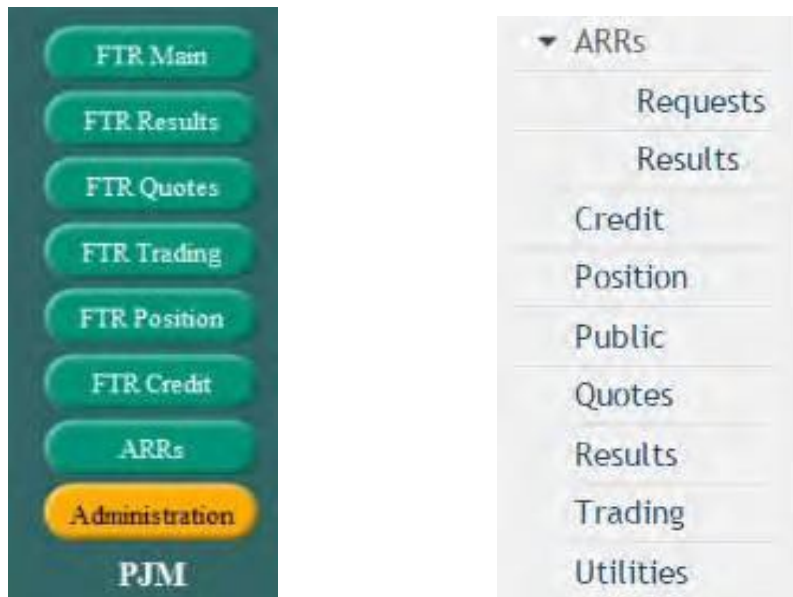 FTR Main
FTR Results
FTR Quotes
FTR Trading
FTR Position
FTR Credit
ARRs
Administration
PJM
ARRs
Requests
Results
Credit
Position
Public
Quotes
Results
Trading
Utilities